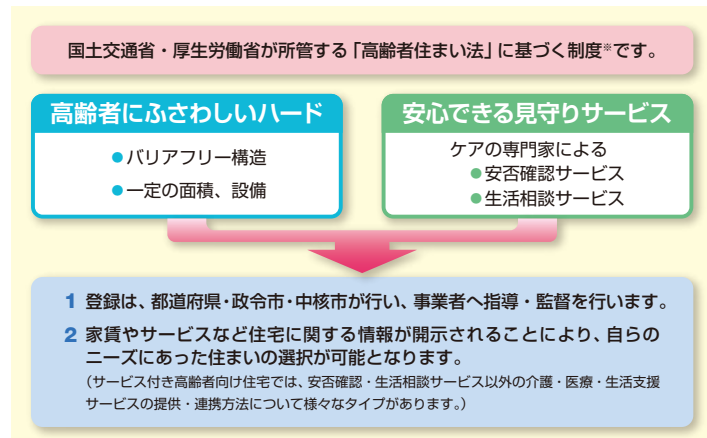 国土交通省・厚生労働省が所管する「高齢者住まい法」に基づく制度※です。
高齢者にふさわしいハード
●バリアフリー構造
●一定の面積、設備
安心できる見守りサービス
ケアの専門家による
●安否確認サービス
●生活相談サービス
1 登録は、都道府県・政令市・中核市が行い、事業者へ指導・監督を行います。
2 家賃やサービスなど住宅に関する情報が開示されることにより、自らの
ニーズにあった住まいの選択が可能となります。
（サービス付き高齢者向け住宅では、安否確認・生活相談サービス以外の介護・医療・生活支援
サービスの提供・連携方法について様々なタイプがあります。）